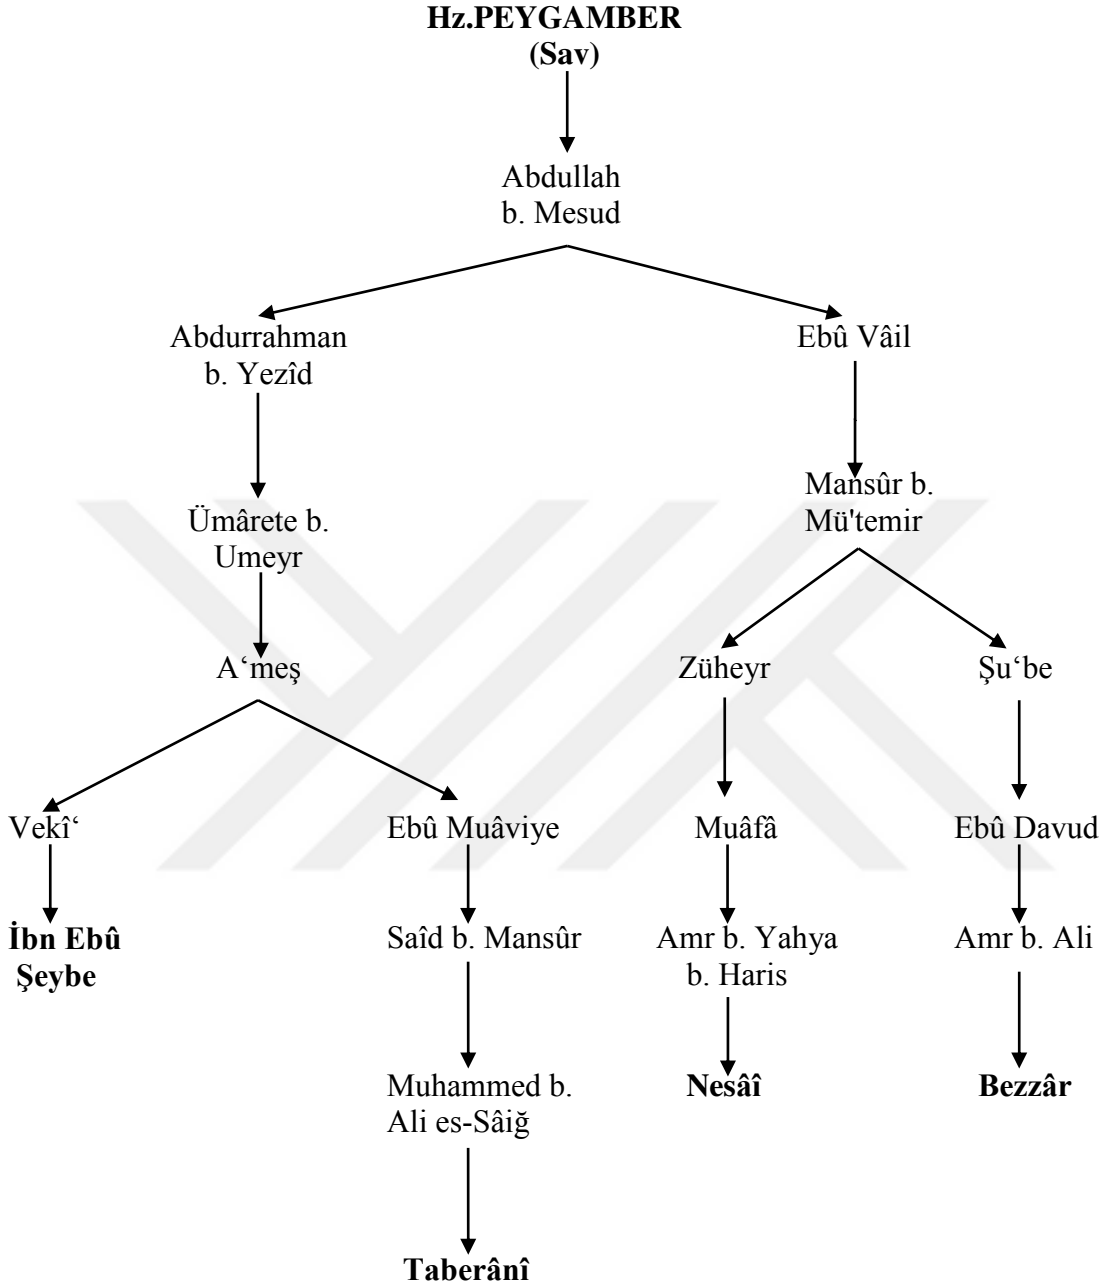 Hz.PEYGAMBER
(Sav)
Abdullah
b. Mesud
Abdurrahman
b. Yezîd
Ebû Vâil
Ümârete b.
Umeyr
Mansûr b.
Mü'temir
A‘meş
Züheyr
Şu‘be
Vekî‘
Ebû Muâviye
Muâfâ
Ebû Davud
İbn Ebû
Şeybe
Saîd b. Mansûr
Amr b. Yahya
b. Haris
Amr b. Ali
Muhammed b.
Ali es-Sâiğ
Nesâî
Bezzâr
Taberânî